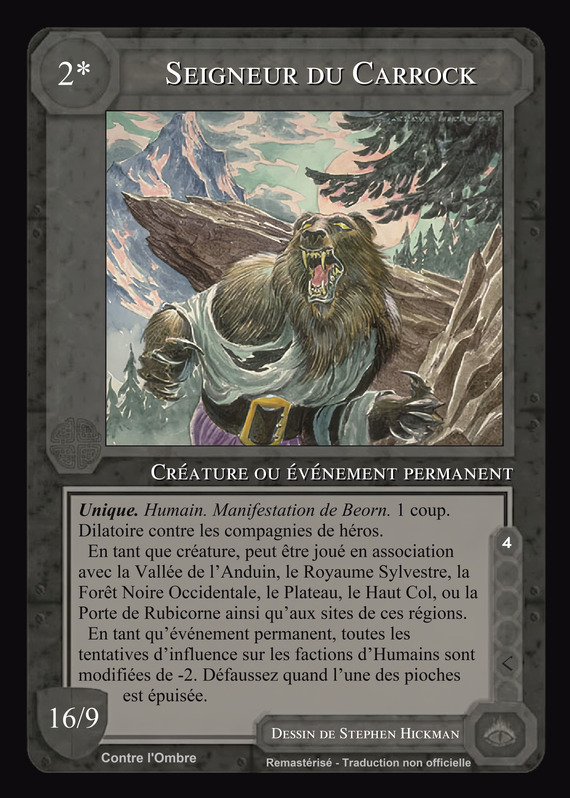 2*
SEIGNEUR DU CARROCK
CRÉATURE OU ÉVÉNEMENT PERMANENT
Unique. Humain. Manifestation de Beorn. 1 coup.
Dilatoire contre les compagnies de héros.
En tant que créature, peut être joué en association
avec la Vallée de l'Anduin, le Royaume Sylvestre, la
Forêt Noire Occidentale, le Plateau, le Haut Col, ou la
Porte de Rubicorne ainsi qu'aux sites de ces régions.
En tant qu'événement permanent, toutes les
tentatives d'influence sur les factions d'Humains sont
modifiées de -2. Défaussez quand l'une des pioches
est épuisée.
4
16/9
DESSIN DE STEPHEN HICKMAN
Contre l'Ombre
Remastérisé - Traduction non officielle